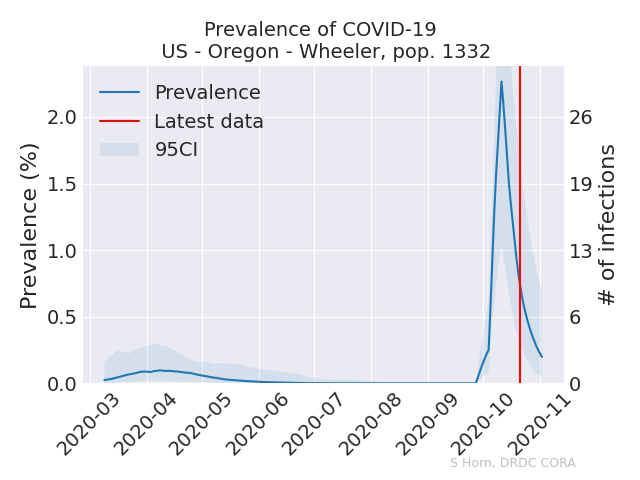 Prevalence of COVID-19
US - Oregon - Wheeler, pop. 1332
Prevalence
Latest data
95CI
Prevalence (%)
2.0
1.5
1.0
0.5
0.0
# of infections
26
19
13
6
0
2020-03
2020-04
2020-05
2020-06
2020-07
2020-08
2020-09
2020-10
2020-11
S Horn, DRDC CORA